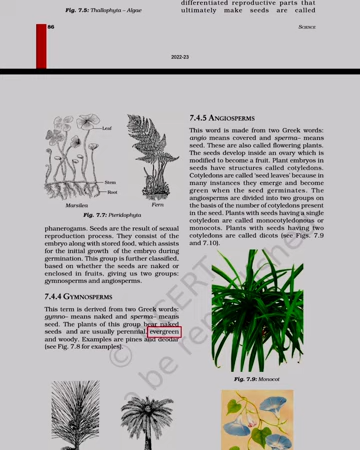 differentiated reproductive parts that
ultimately make seeds are called
Fig. 7.5: Thallophyta – Algae
86
Science
2022-23
Leaf
Stem
Root
Marsilea
Fern
Fig. 7.7: Pteridophyta
phanerogams. Seeds are the result of sexual
reproduction process. They consist of the
embryo along with stored food, which assists
for the initial growth of the embryo during
germination. This group is further classified,
based on whether the seeds are naked or
enclosed in fruits, giving us two groups:
gymnosperms and angiosperms.
7.4.4 GYMNOSPERMS
This term is derived from two Greek words:
gymno– means naked and sperma– means
seed. The plants of this group bear naked
seeds and are usually perennial, evergreen
and woody. Examples are pines and deodar
(see Fig. 7.8 for examples).
7.4.5 ANGIOSPERMS
This word is made from two Greek words:
angio means covered and sperma– means
seed. These are also called flowering plants.
The seeds develop inside an ovary which is
modified to become a fruit. Plant embryos in
seeds have structures called cotyledons.
Cotyledons are called 'seed leaves' because in
many instances they emerge and become
green when the seed germinates. The
angiosperms are divided into two groups on
the basis of the number of cotyledons present
in the seed. Plants with seeds having a single
cotyledon are called monocotyledonous or
monocots. Plants with seeds having two
cotyledons are called dicots (see Figs. 7.9
and 7.10).
Fig. 7.9: Monocot